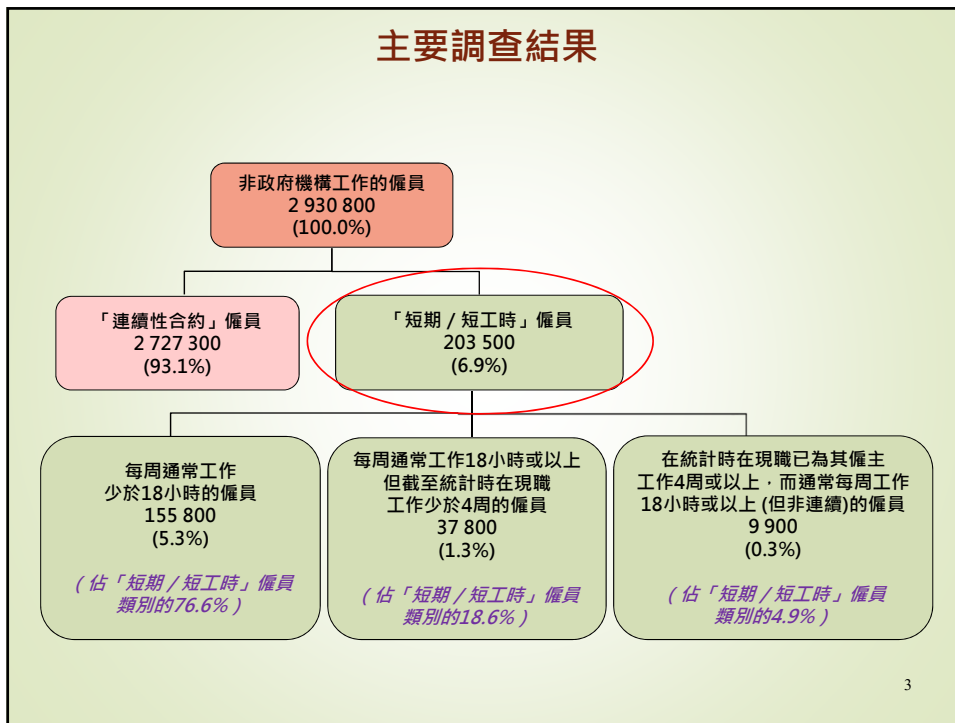 主要調查結果
非政府機構工作的僱員
2 930 800
(100.0%)
「連續性合約」僱員
2 727 300
(93.1%)
「短期 / 短工時」僱員
203 500
(6.9%)
每周通常工作
少於18小時的僱員
155 800
(5.3%)
(佔「短期 / 短工時」僱員
類別的76.6%)
每周通常工作18小時或以上
但截至統計時在現職
工作少於4周的僱員
37 800
(1.3%)
(佔「短期 / 短工時」僱員
類別的18.6%)
在統計時在現職已為其僱主
工作4周或以上，而通常每周工作
18小時或以上 (但非連續)的僱員
9 900
(0.3%)
(佔「短期 / 短工時」僱員
類別的4.9%)
3